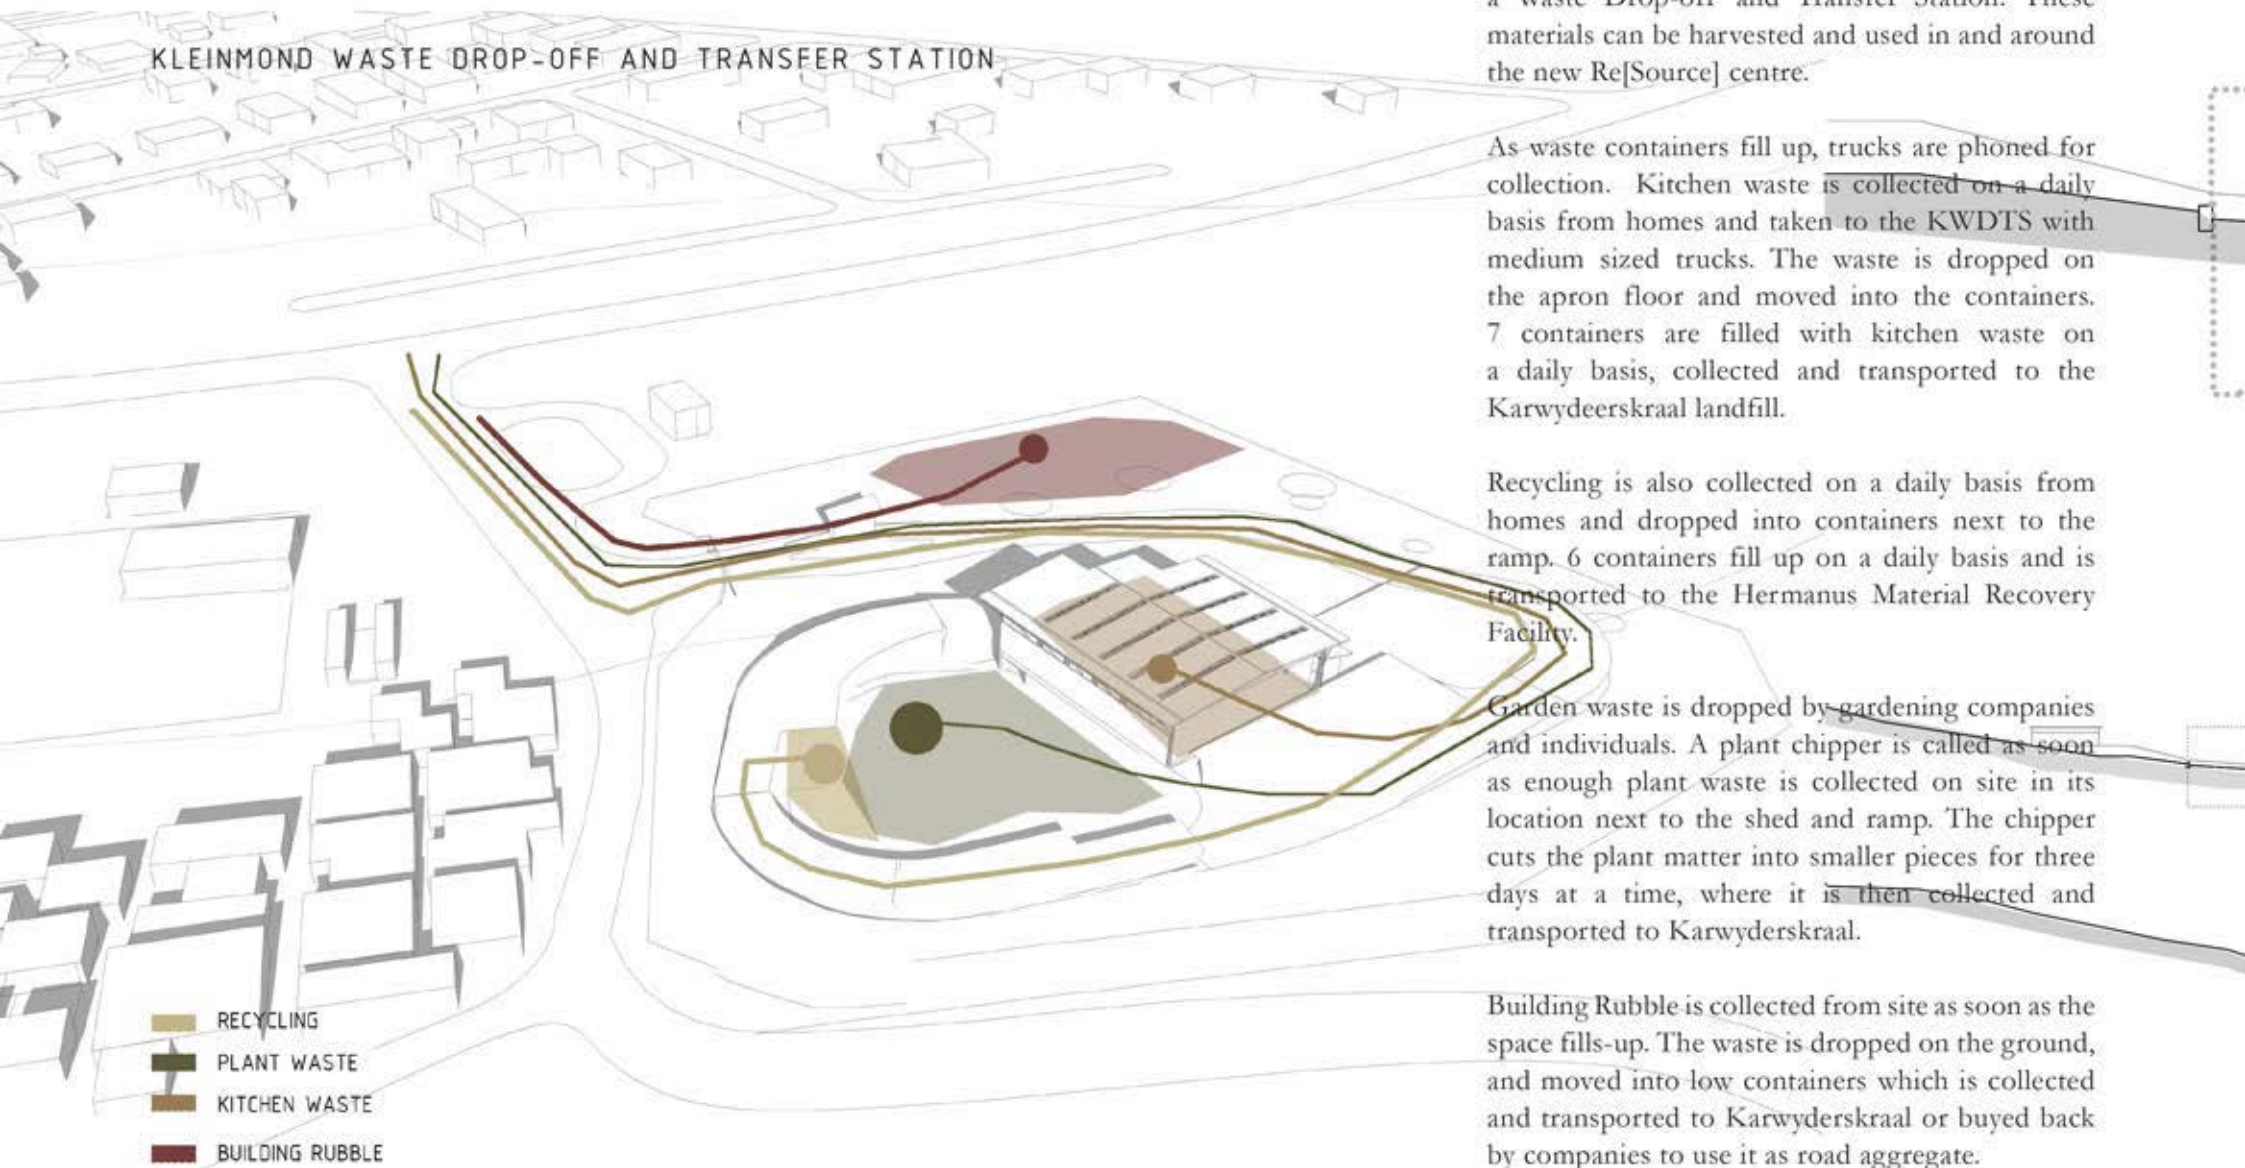 KLEINMOND WASTE DROP-OFF AND TRANSFER STATION
RECYCLING
PLANT WASTE
KITCHEN WASTE
BUILDING RUBBLE
a waste Drop-off and Transfer Station. These
materials can be harvested and used in and around
the new Re[Source] centre.
As waste containers fill up, trucks are phoned for
collection. Kitchen waste is collected on a daily
basis from homes and taken to the KWDTS with
medium sized trucks. The waste is dropped on
the apron floor and moved into the containers.
7 containers are filled with kitchen waste on
a daily basis, collected and transported to the
Karwydeerskraal landfill.
Recycling is also collected on a daily basis from
homes and dropped into containers next to the
ramp. 6 containers fill up on a daily basis and is
transported to the Hermanus Material Recovery
Facility.
Garden waste is dropped by gardening companies
and individuals. A plant chipper is called as soon
as enough plant waste is collected on site in its
location next to the shed and ramp. The chipper
cuts the plant matter into smaller pieces for three
days at a time, where it is then collected and
transported to Karwyderskraal.
Building Rubble is collected from site as soon as the
space fills-up. The waste is dropped on the ground,
and moved into low containers which is collected
and transported to Karwyderskraal or buyed back
by companies to use it as road aggregate.